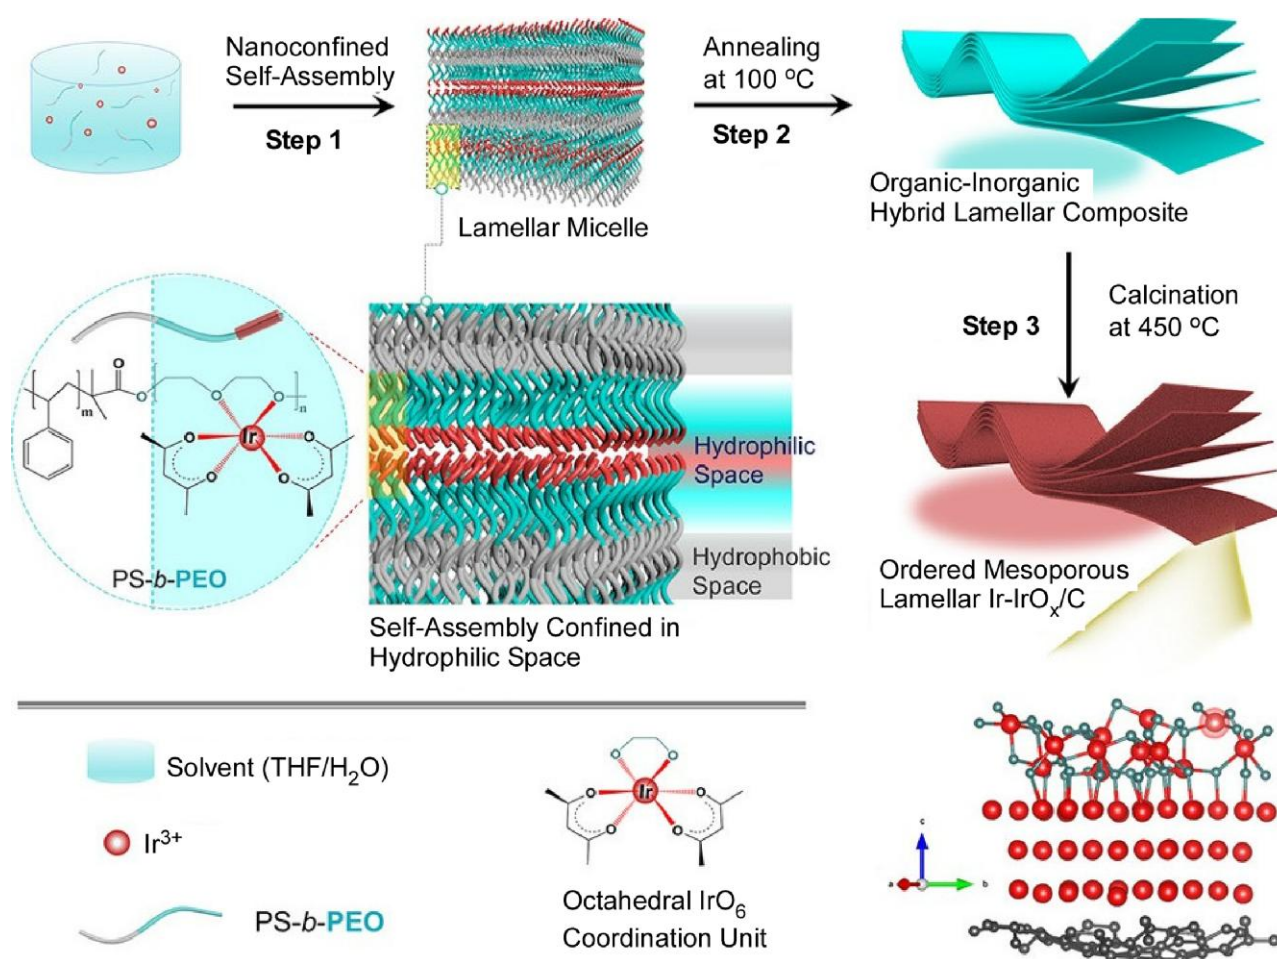 Nanoconfined
Self-Assembly
Step 1
Annealing
at 100 °C
Step 2
Lamellar Micelle
Organic-Inorganic
Hybrid Lamellar Composite
Step 3
Calcination
at 450 °C
O
O
O
O
m
n
Ir
O
O
O
O
PS-b-PEO
Hydrophilic
Space
Hydrophobic
Space
Self-Assembly Confined in
Hydrophilic Space
Ordered Mesoporous
Lamellar Ir-IrOₓ/C
Solvent (THF/H₂O)
Ir³⁺
PS-b-PEO
O
O
Ir
O
O
O
O
Octahedral IrO₆
Coordination Unit
c
a
b